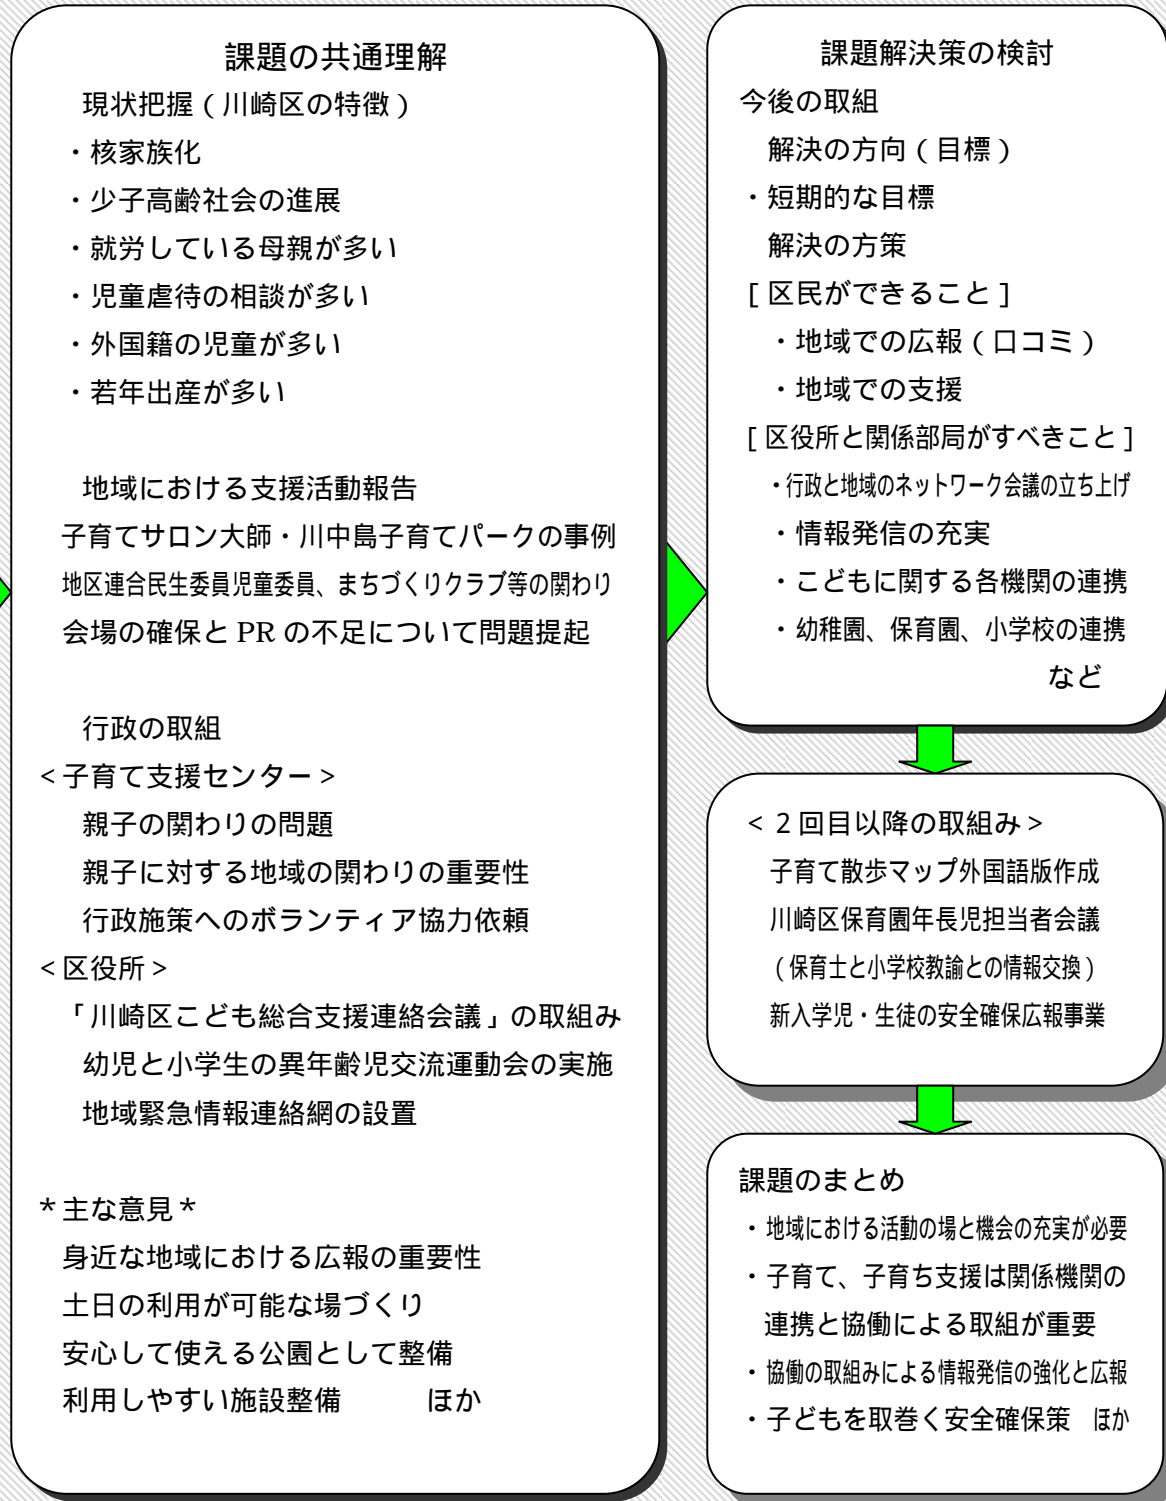 課題の共通理解
現状把握(川崎区の特徴)
・核家族化
・少子高齢社会の進展
・就労している母親が多い
・児童虐待の相談が多い
・外国籍の児童が多い
・若年出産が多い
地域における支援活動報告
子育てサロン大師・川中島子育てパークの事例
地区連合民生委員児童委員、まちづくりクラブ等の関わり
会場の確保とPRの不足について問題提起
行政の取組
<子育て支援センター>
親子の関わりの問題
親子に対する地域の関わりの重要性
行政施策へのボランティア協力依頼
<区役所>
「川崎区こども総合支援連絡会議」の取組み
幼児と小学生の異年齢児交流運動会の実施
地域緊急情報連絡網の設置
*主な意見*
身近な地域における広報の重要性
土日の利用が可能な場づくり
安心して使える公園として整備
利用しやすい施設整備 ほか
課題解決策の検討
今後の取組
解決の方向(目標)
・短期的な目標
解決の方策
[区民ができること]
・地域での広報(口コミ)
・地域での支援
[区役所と関係部局がすべきこと]
・行政と地域のネットワーク会議の立ち上げ
・情報発信の充実
・こどもに関する各機関の連携
・幼稚園、保育園、小学校の連携
など
<2回目以降の取組み>
子育て散歩マップ外国語版作成
川崎区保育園年長児担当者会議
(保育士と小学校教諭との情報交換)
新入学児・生徒の安全確保広報事業
課題のまとめ
・地域における活動の場と機会の充実が必要
・子育て、子育ち支援は関係機関の
連携と協働による取組が重要
・協働の取組みによる情報発信の強化と広報
・子どもを取巻く安全確保策 ほか